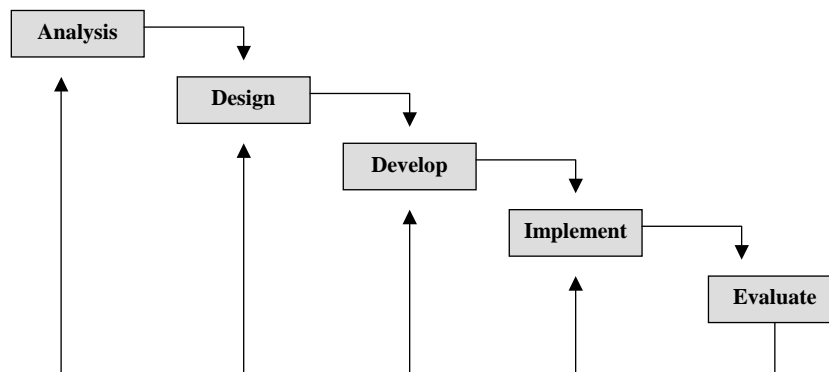 Analysis
Design
Develop
Implement
Evaluate